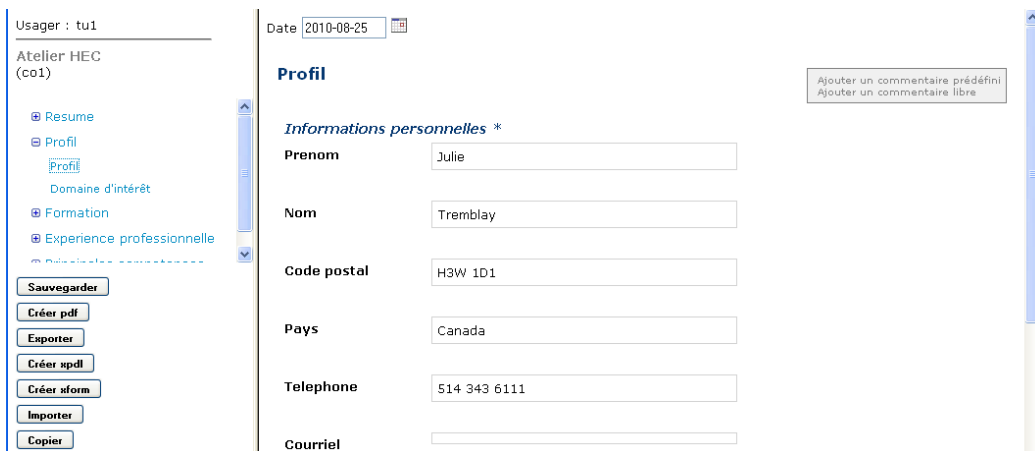 Usager : tu1
Atelier HEC
(co1)
Resume
Profil
Profil
Domaine d'intérêt
Formation
Experience professionnelle
Principales competences
Sauvegarder
Créer pdf
Exporter
Créer xpdl
Créer xform
Importer
Copier
Date 2010-08-25
Profil
Ajouter un commentaire prédéfini
Ajouter un commentaire libre
Informations personnelles *
Prenom Julie
Nom Tremblay
Code postal H3W 1D1
Pays Canada
Telephone 514 343 6111
Courriel